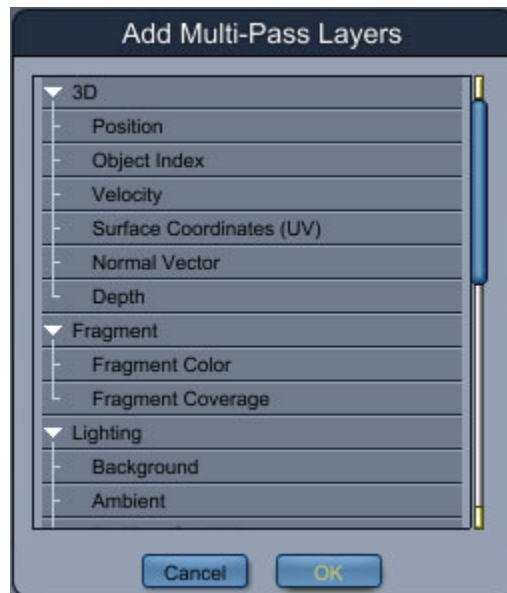 Add Multi-Pass Layers
3D
Position
Object Index
Velocity
Surface Coordinates (UV)
Normal Vector
Depth
Fragment
Fragment Color
Fragment Coverage
Lighting
Background
Ambient
Cancel
OK